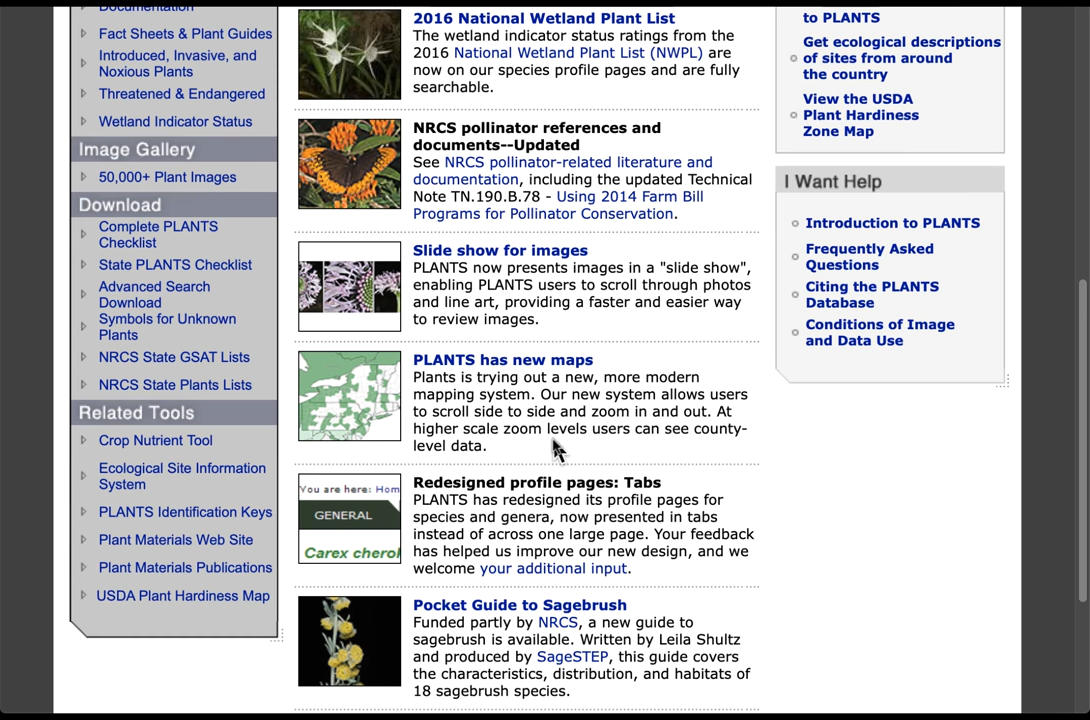 Documentation
Fact Sheets & Plant Guides
Introduced, Invasive, and
Noxious Plants
Threatened & Endangered
Wetland Indicator Status
Image Gallery
50,000+ Plant Images
Download
Complete PLANTS
Checklist
State PLANTS Checklist
Advanced Search
Download
Symbols for Unknown
Plants
NRCS State GSAT Lists
NRCS State Plants Lists
Related Tools
Crop Nutrient Tool
Ecological Site Information
System
PLANTS Identification Keys
Plant Materials Web Site
Plant Materials Publications
USDA Plant Hardiness Map
2016 National Wetland Plant List
The wetland indicator status ratings from the
2016 National Wetland Plant List (NWPL) are
now on our species profile pages and are fully
searchable.
NRCS pollinator references and
documents--Updated
See NRCS pollinator-related literature and
documentation, including the updated Technical
Note TN.190.B.78 - Using 2014 Farm Bill
Programs for Pollinator Conservation.
Slide show for images
PLANTS now presents images in a "slide show",
enabling PLANTS users to scroll through photos
and line art, providing a faster and easier way
to review images.
PLANTS has new maps
Plants is trying out a new, more modern
mapping system. Our new system allows users
to scroll side to side and zoom in and out. At
higher scale zoom levels users can see county-
level data.
You are here: Hom
GENERAL
Carex cherok
Redesigned profile pages: Tabs
PLANTS has redesigned its profile pages for
species and genera, now presented in tabs
instead of across one large page. Your feedback
has helped us improve our new design, and we
welcome your additional input.
Pocket Guide to Sagebrush
Funded partly by NRCS, a new guide to
sagebrush is available. Written by Leila Shultz
and produced by SageSTEP, this guide covers
the characteristics, distribution, and habitats of
18 sagebrush species.
to PLANTS
Get ecological descriptions
of sites from around
the country
View the USDA
Plant Hardiness
Zone Map
I Want Help
Introduction to PLANTS
Frequently Asked
Questions
Citing the PLANTS
Database
Conditions of Image
and Data Use